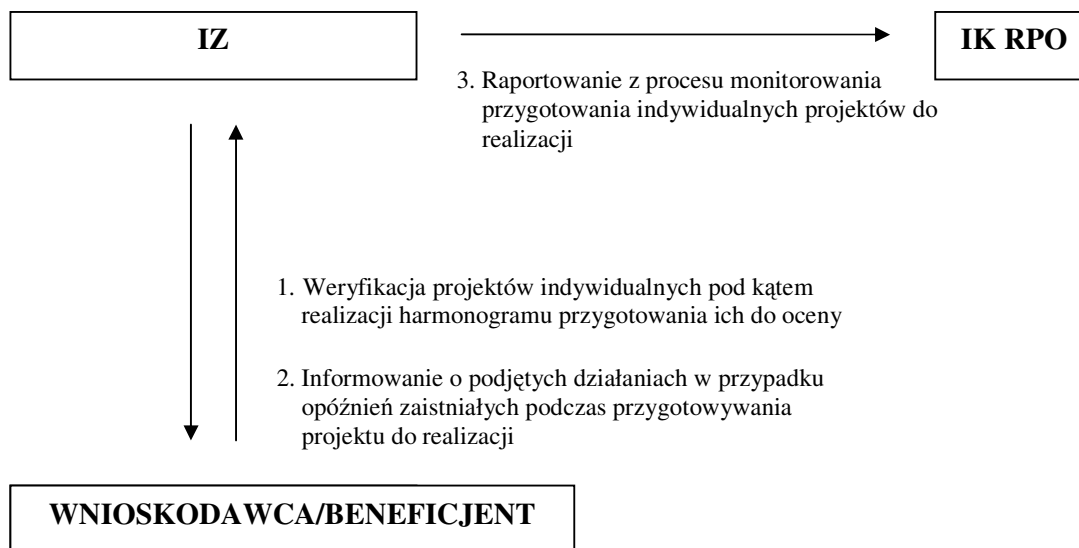 IZ
IK RPO
3. Raportowanie z procesu monitorowania
przygotowania indywidualnych projektów do
realizacji
1. Weryfikacja projektów indywidualnych pod kątem
realizacji harmonogramu przygotowania ich do oceny
2. Informowanie o podjętych działaniach w przypadku
opóźnień zaistniałych podczas przygotowywania
projektu do realizacji
WNIOSKODAWCA/BENEFICJENT